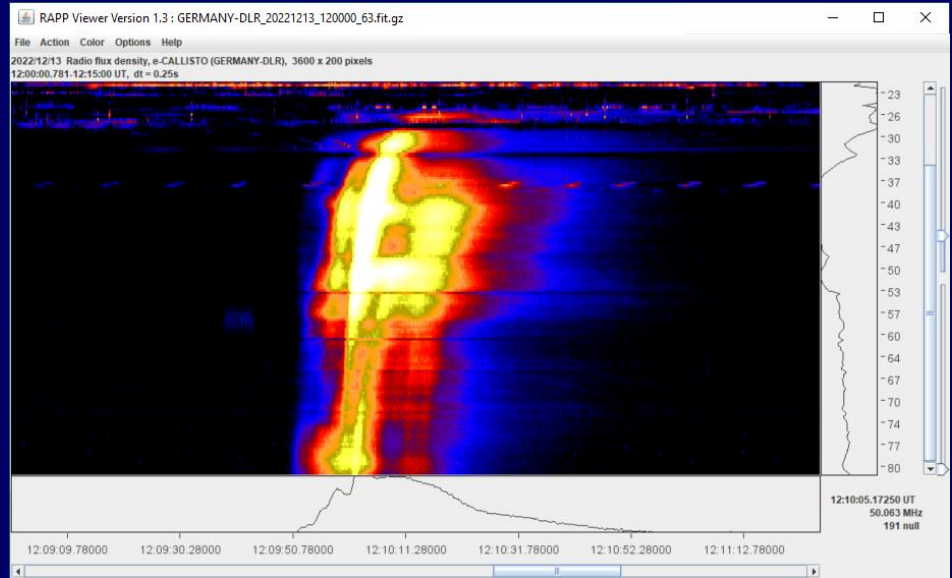 RAPP Viewer Version 1.3 : GERMANY-DLR_20221213_120000_63.fit.gz
File Action Color Options Help
2022/12/13 Radio flux density, e-CALLISTO (GERMANY-DLR), 3600 x 200 pixels
12:00:00.781-12:15:00 UT, dt = 0.25s
23
26
30
33
37
40
43
47
50
53
57
60
64
67
70
74
77
80
12:10:05.17250 UT
50.063 MHz
191 null
12:09:09.78000 12:09:30.28000 12:09:50.78000 12:10:11.28000 12:10:31.78000 12:10:52.28000 12:11:12.78000